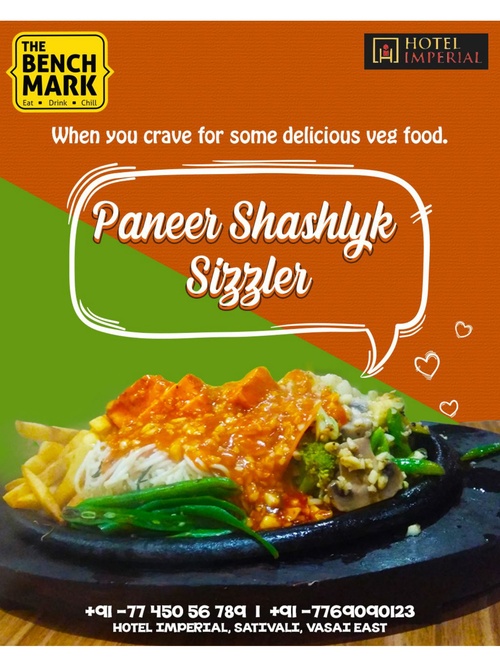 THE
BENCH
MARK
Eat • Drink • Chill
HOTEL
IMPERIAL
When you crave for some delicious veg food.
Paneer Shashlyk
Sizzler
+91 -77 450 56 789 | +91 -7769090123
HOTEL IMPERIAL, SATIVALI, VASAI EAST